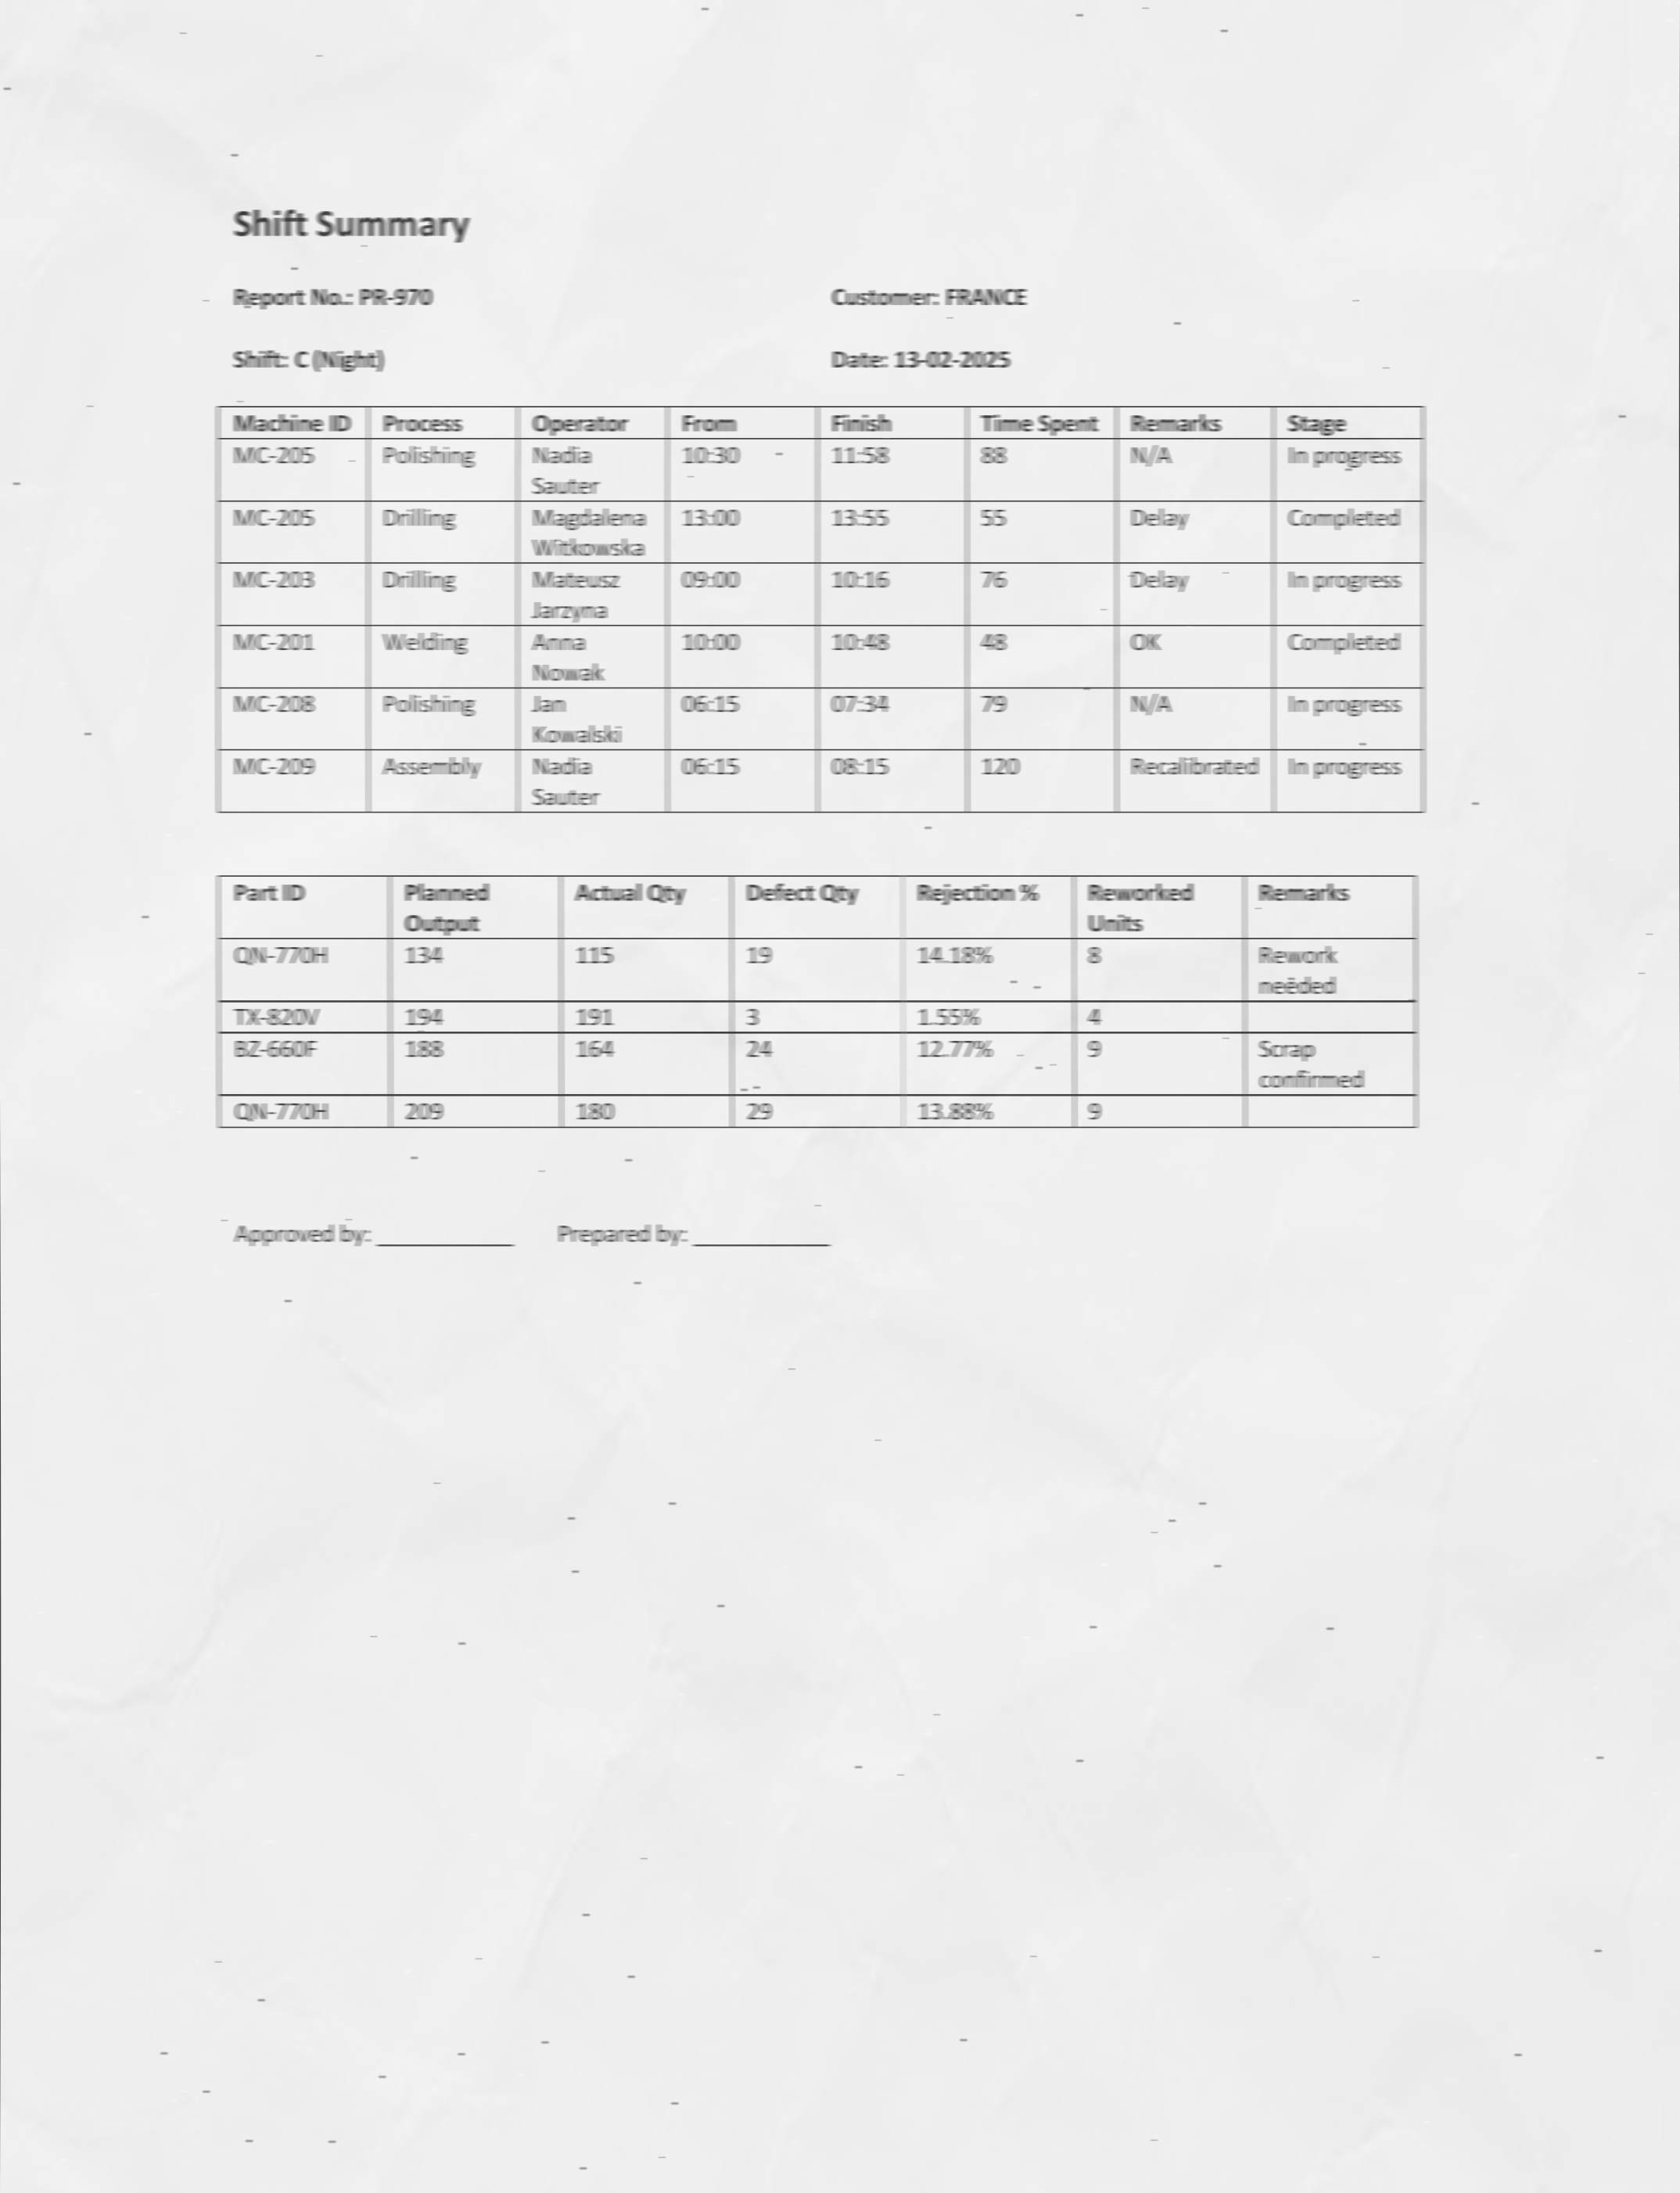 Shift Summary
Report No.: PR-970 Customer: FRANCE
Shift: C (Night) Date: 13-02-2025
Machine ID Process Operator From Finish Time Spent Remarks Stage
MC-205 Polishing Nadia Sauter 10:30 11:58 88 N/A In progress
MC-205 Drilling Magdalena Witkowska 13:00 13:55 55 Delay Completed
MC-203 Drilling Mateusz Jarzyna 09:00 10:16 76 Delay In progress
MC-201 Welding Anna Nowak 10:00 10:48 48 OK Completed
MC-208 Polishing Jan Kowalski 06:15 07:34 79 N/A In progress
MC-209 Assembly Nadia Sauter 06:15 08:15 120 Recalibrated In progress
Part ID Planned Output Actual Qty Defect Qty Rejection % Reworked Units Remarks
QN-770H 134 115 19 14.18% 8 Rework needed
TX-820V 194 191 3 1.55% 4
BZ-660F 188 164 24 12.77% 9 Scrap confirmed
QN-770H 209 180 29 13.88% 9
Approved by: ____________ Prepared by: ____________